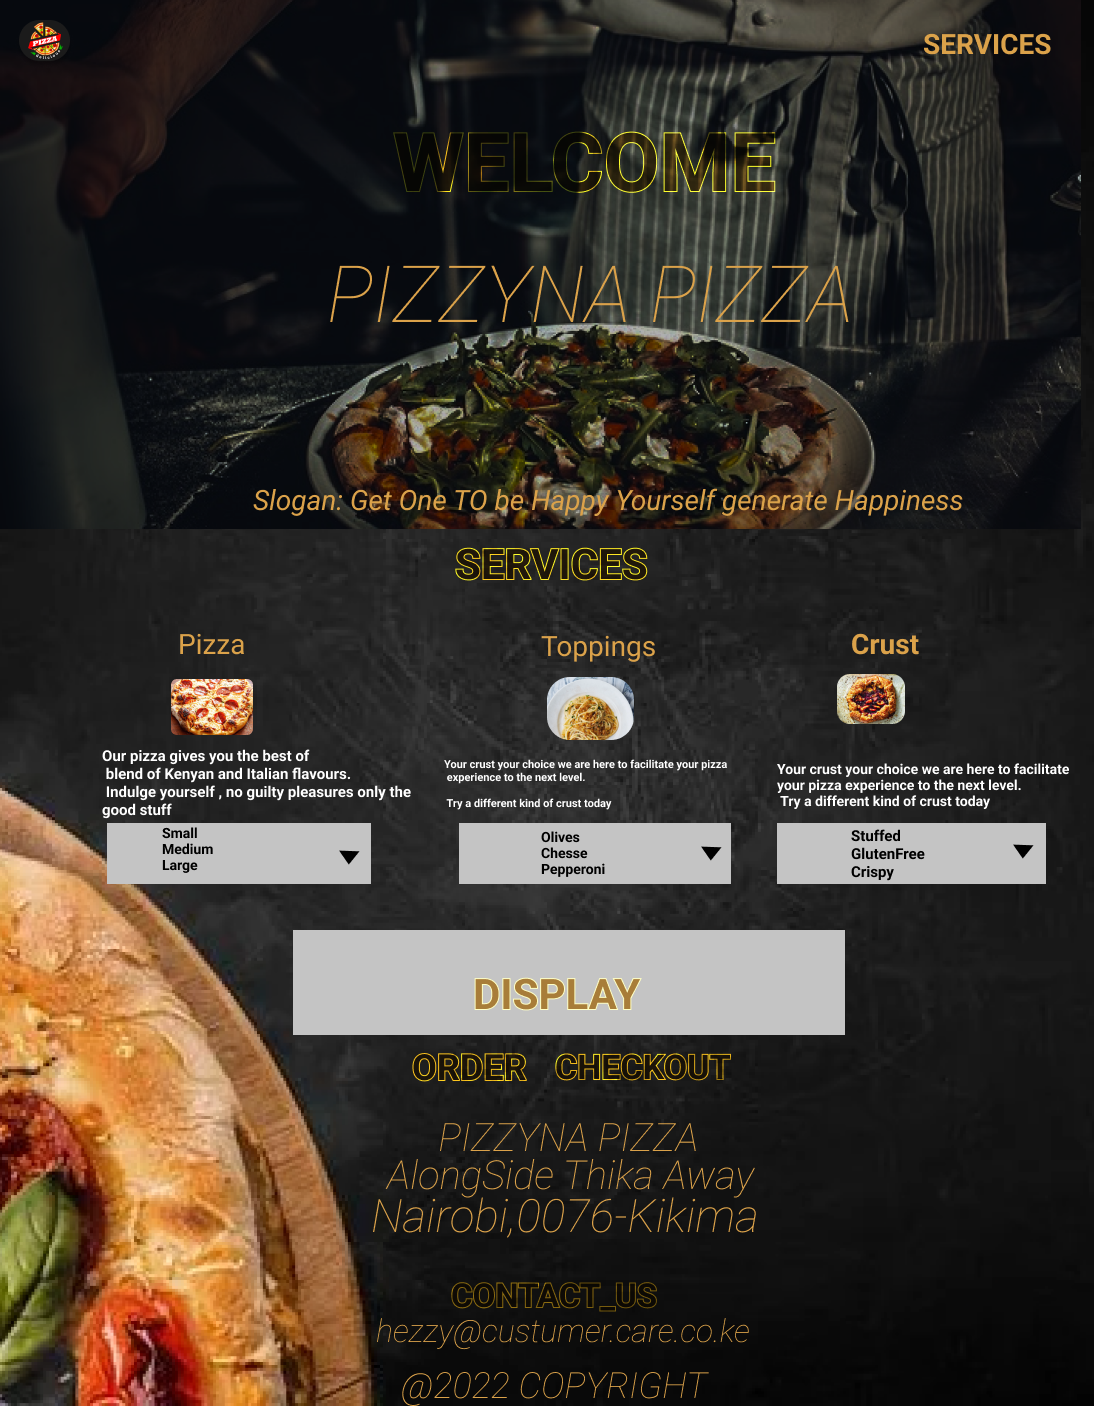 PIZZA
delicious
SERVICES
WELCOME
PIZZYNA PIZZA
Slogan: Get One TO be Happy Yourself generate Happiness
SERVICES
Pizza
Our pizza gives you the best of
blend of Kenyan and Italian flavours.
Indulge yourself , no guilty pleasures only the
good stuff
Small
Medium
Large
Toppings
Your crust your choice we are here to facilitate your pizza
experience to the next level.
Try a different kind of crust today
Olives
Chesse
Pepperoni
Crust
Your crust your choice we are here to facilitate
your pizza experience to the next level.
Try a different kind of crust today
Stuffed
GlutenFree
Crispy
DISPLAY
ORDER CHECKOUT
PIZZYNA PIZZA
AlongSide Thika Away
Nairobi,0076-Kikima
CONTACT_US
hezzy@custumer.care.co.ke
@2022 COPYRIGHT